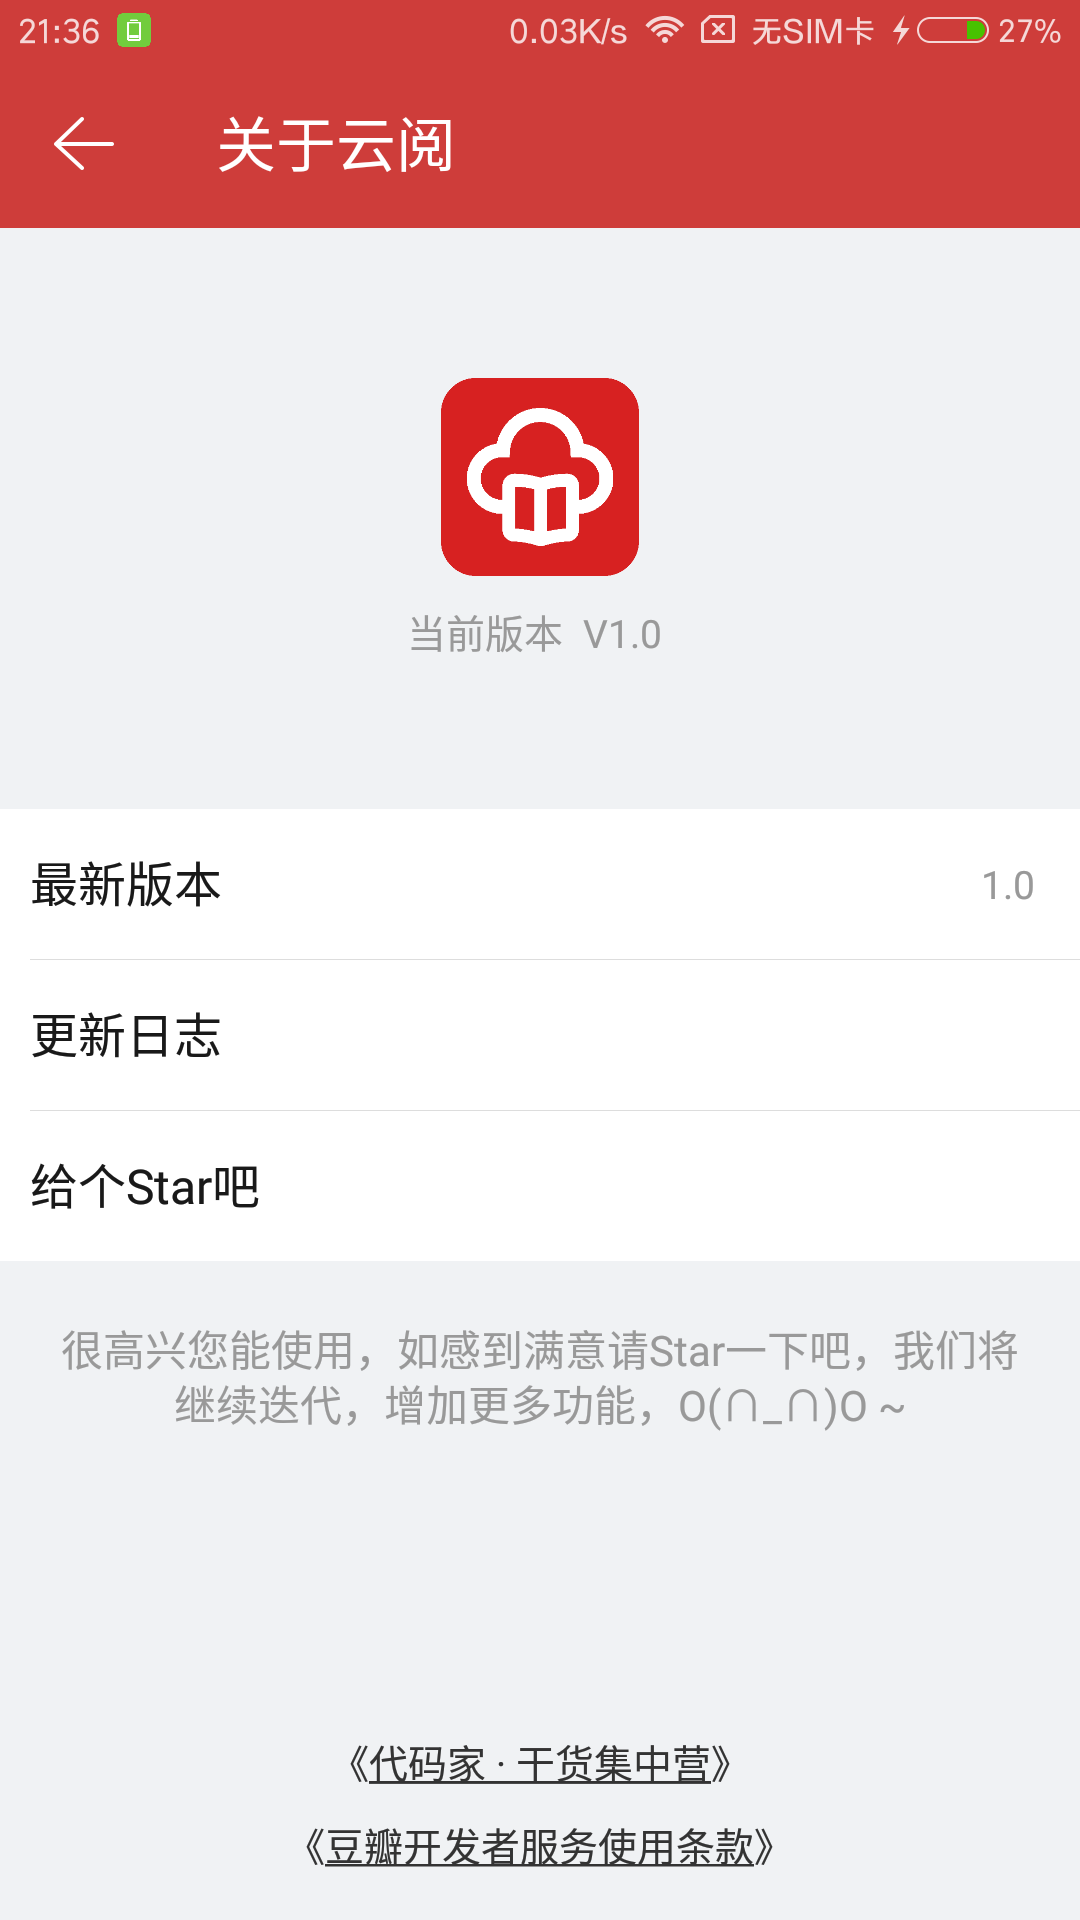 21:36 0.03K/s 无SIM卡 27%
关于云阅
当前版本 V1.0
最新版本 1.0
更新日志
给个Star吧
很高兴您能使用，如感到满意请Star一下吧，我们将
继续迭代，增加更多功能，O(∩_∩)O ~
《代码家 · 干货集中营》
《豆瓣开发者服务使用条款》